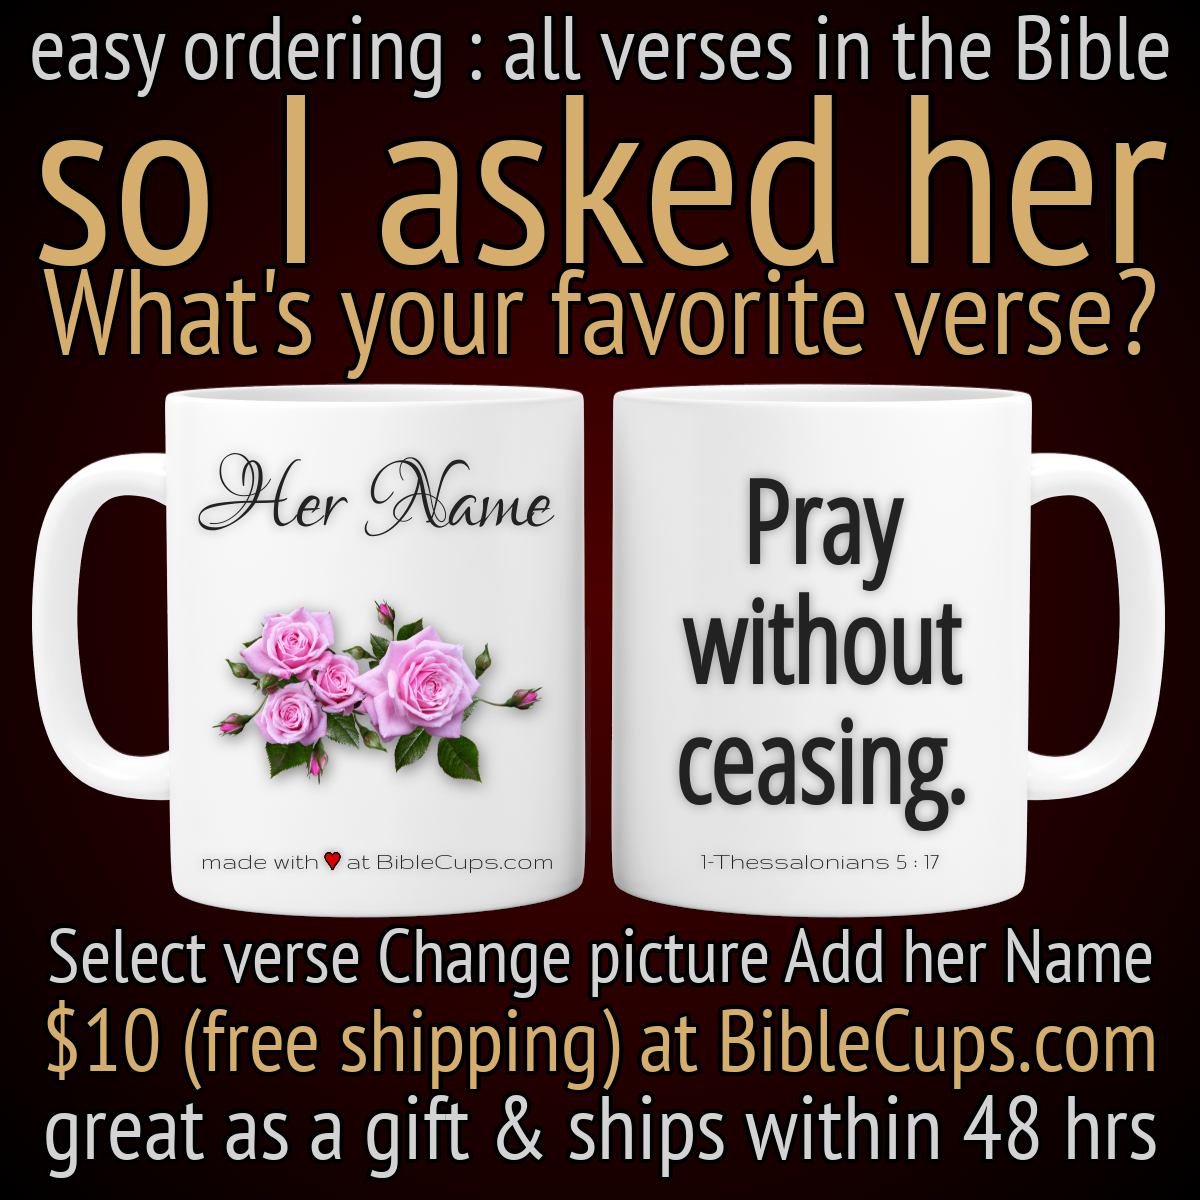 easy ordering : all verses in the Bible
so I asked her
What's your favorite verse?
Her Name
made with ♥ at BibleCups.com
Pray
without
ceasing.
1-Thessalonians 5 : 17
Select verse Change picture Add her Name
$10 (free shipping) at BibleCups.com
great as a gift & ships within 48 hrs